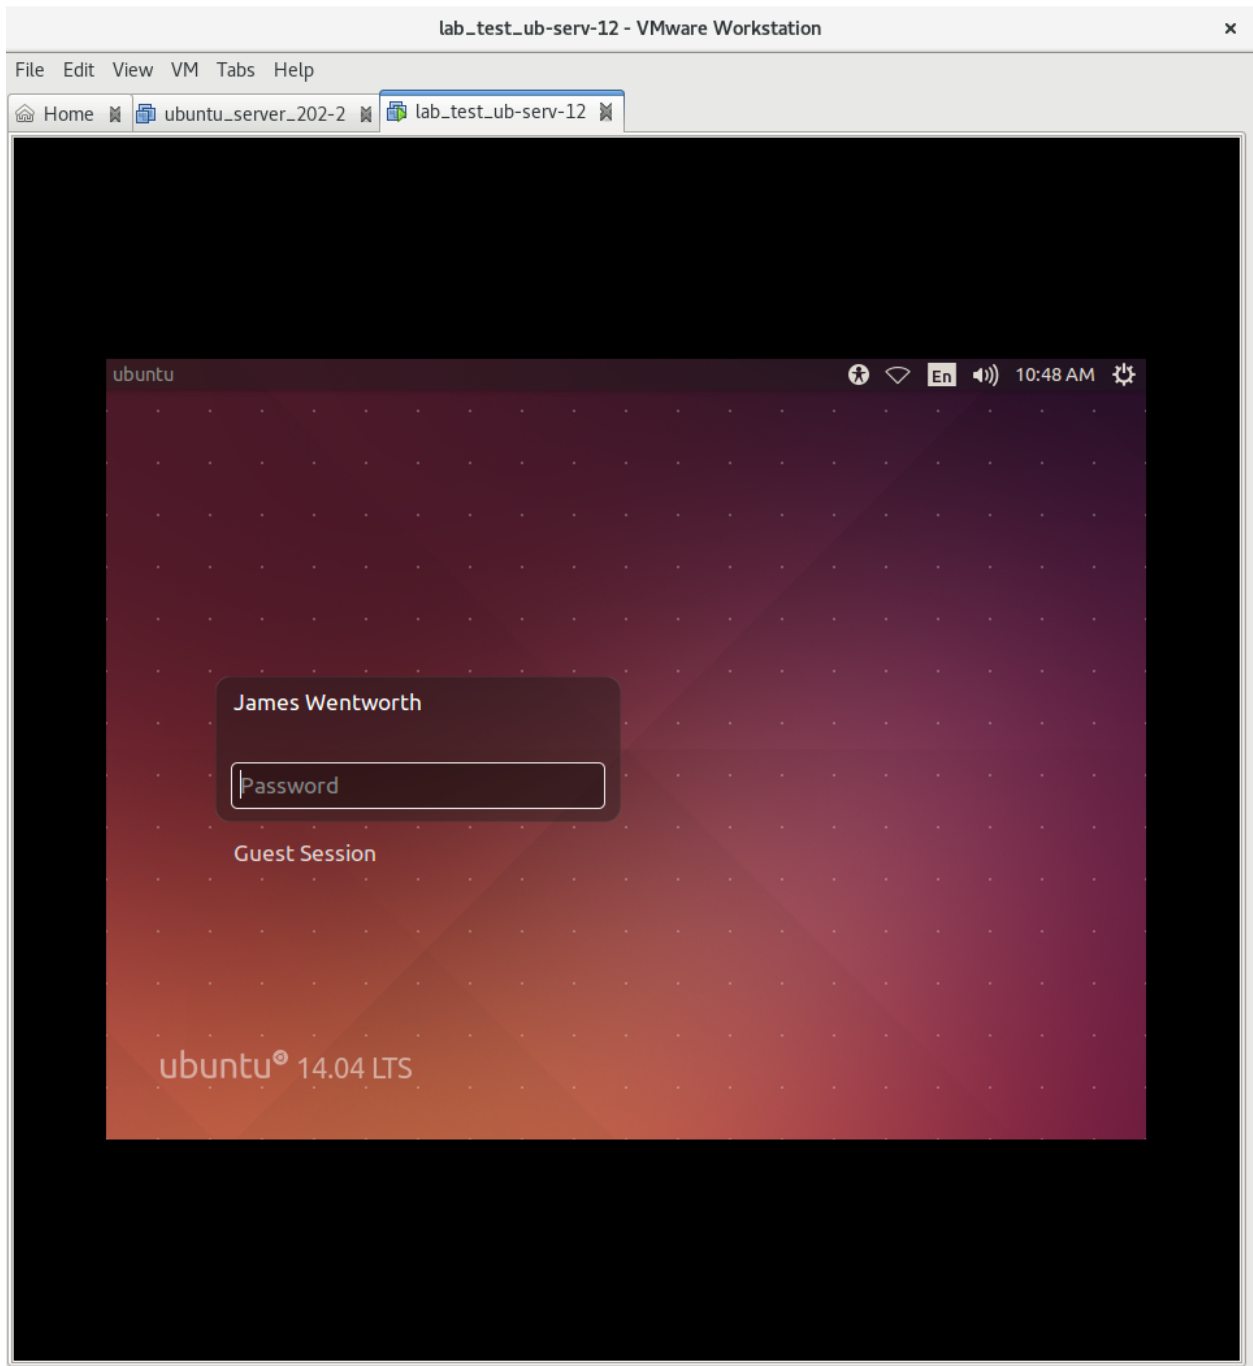 lab_test_ub-serv-12 - VMware Workstation
File Edit View VM Tabs Help
Home ubuntu_server_202-2 lab_test_ub-serv-12
ubuntu En 10:48 AM
James Wentworth
Password
Guest Session
ubuntu 14.04 LTS